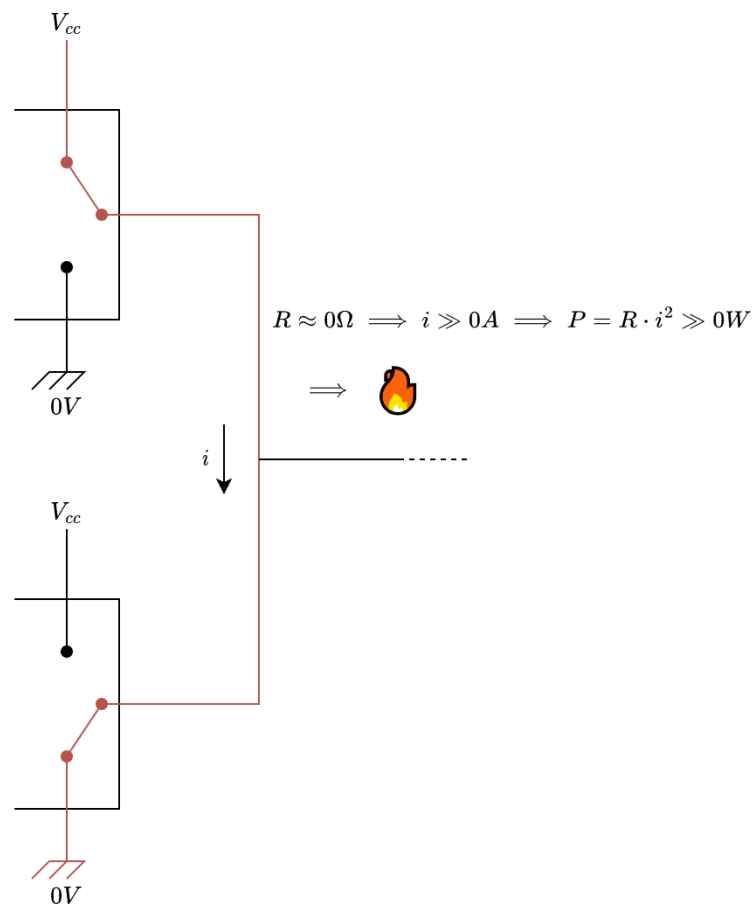 V_cc
0V
R ≈ 0Ω ⟹ i ≫ 0A ⟹ P = R · i² ≫ 0W
⟹
i
V_cc
0V